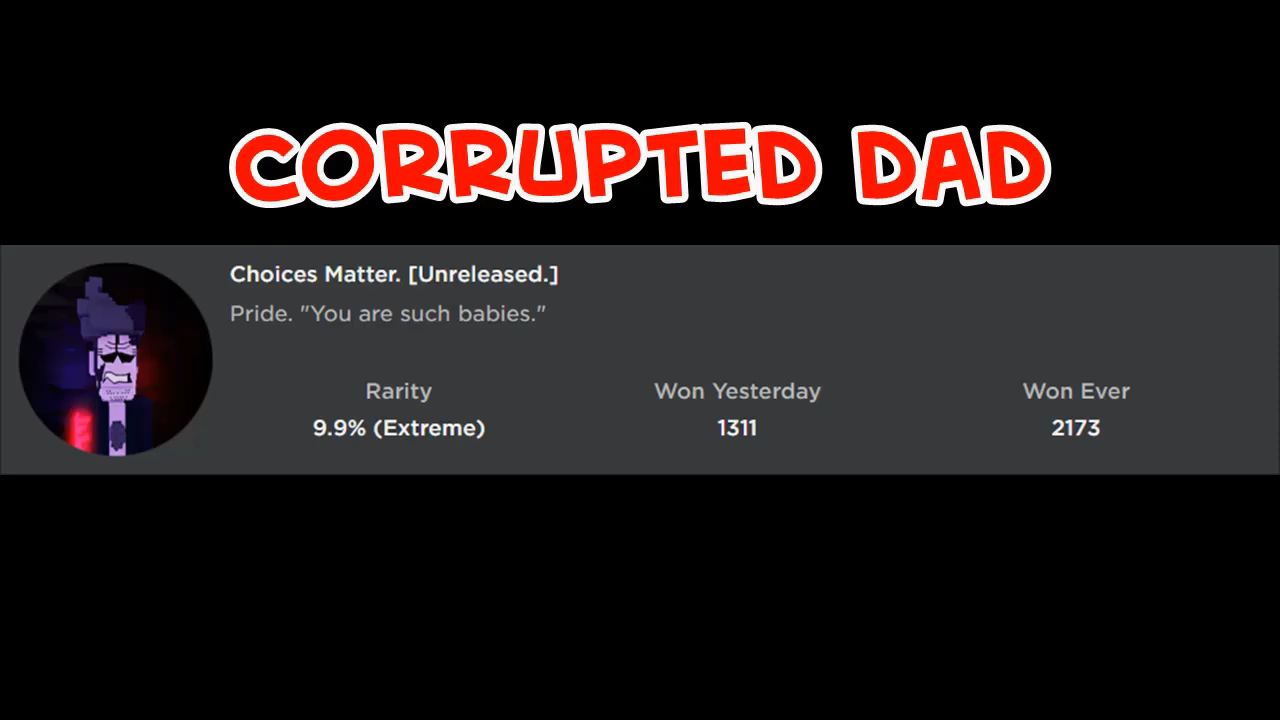 CORRUPTED DAD
Choices Matter. [Unreleased.]
Pride. "You are such babies."
Rarity Won Yesterday Won Ever
9.9% (Extreme) 1311 2173